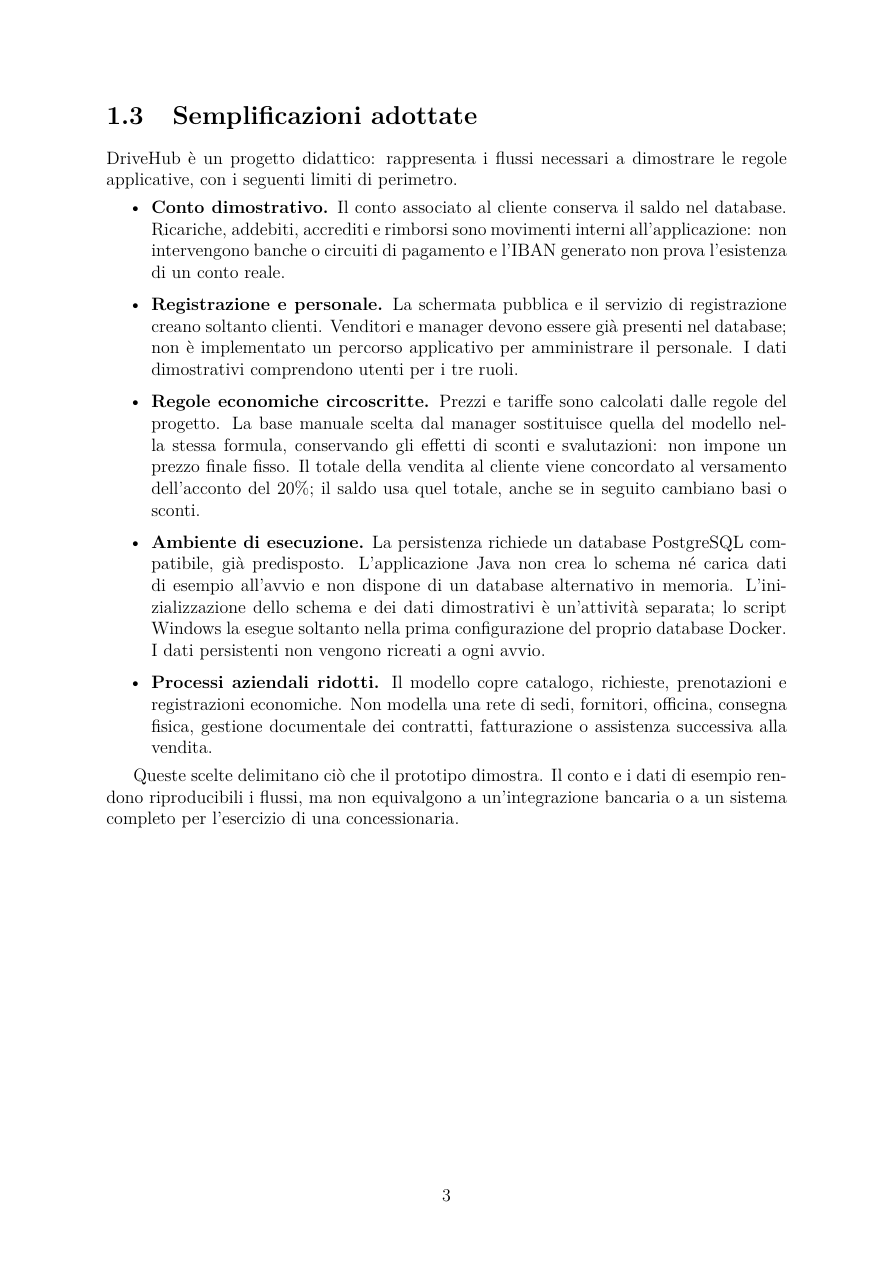 1.3 Semplificazioni adottate
DriveHub è un progetto didattico: rappresenta i flussi necessari a dimostrare le regole
applicative, con i seguenti limiti di perimetro.
• Conto dimostrativo. Il conto associato al cliente conserva il saldo nel database.
Ricariche, addebiti, accrediti e rimborsi sono movimenti interni all'applicazione: non
intervengono banche o circuiti di pagamento e l'IBAN generato non prova l'esistenza
di un conto reale.
• Registrazione e personale. La schermata pubblica e il servizio di registrazione
creano soltanto clienti. Venditori e manager devono essere già presenti nel database;
non è implementato un percorso applicativo per amministrare il personale. I dati
dimostrativi comprendono utenti per i tre ruoli.
• Regole economiche circoscritte. Prezzi e tariffe sono calcolati dalle regole del
progetto. La base manuale scelta dal manager sostituisce quella del modello nel-
la stessa formula, conservando gli effetti di sconti e svalutazioni: non impone un
prezzo finale fisso. Il totale della vendita al cliente viene concordato al versamento
dell'acconto del 20%; il saldo usa quel totale, anche se in seguito cambiano basi o
sconti.
• Ambiente di esecuzione. La persistenza richiede un database PostgreSQL com-
patibile, già predisposto. L'applicazione Java non crea lo schema né carica dati
di esempio all'avvio e non dispone di un database alternativo in memoria. L'ini-
zializzazione dello schema e dei dati dimostrativi è un'attività separata; lo script
Windows la esegue soltanto nella prima configurazione del proprio database Docker.
I dati persistenti non vengono ricreati a ogni avvio.
• Processi aziendali ridotti. Il modello copre catalogo, richieste, prenotazioni e
registrazioni economiche. Non modella una rete di sedi, fornitori, officina, consegna
fisica, gestione documentale dei contratti, fatturazione o assistenza successiva alla
vendita.
Queste scelte delimitano ciò che il prototipo dimostra. Il conto e i dati di esempio ren-
dono riproducibili i flussi, ma non equivalgono a un'integrazione bancaria o a un sistema
completo per l'esercizio di una concessionaria.
3